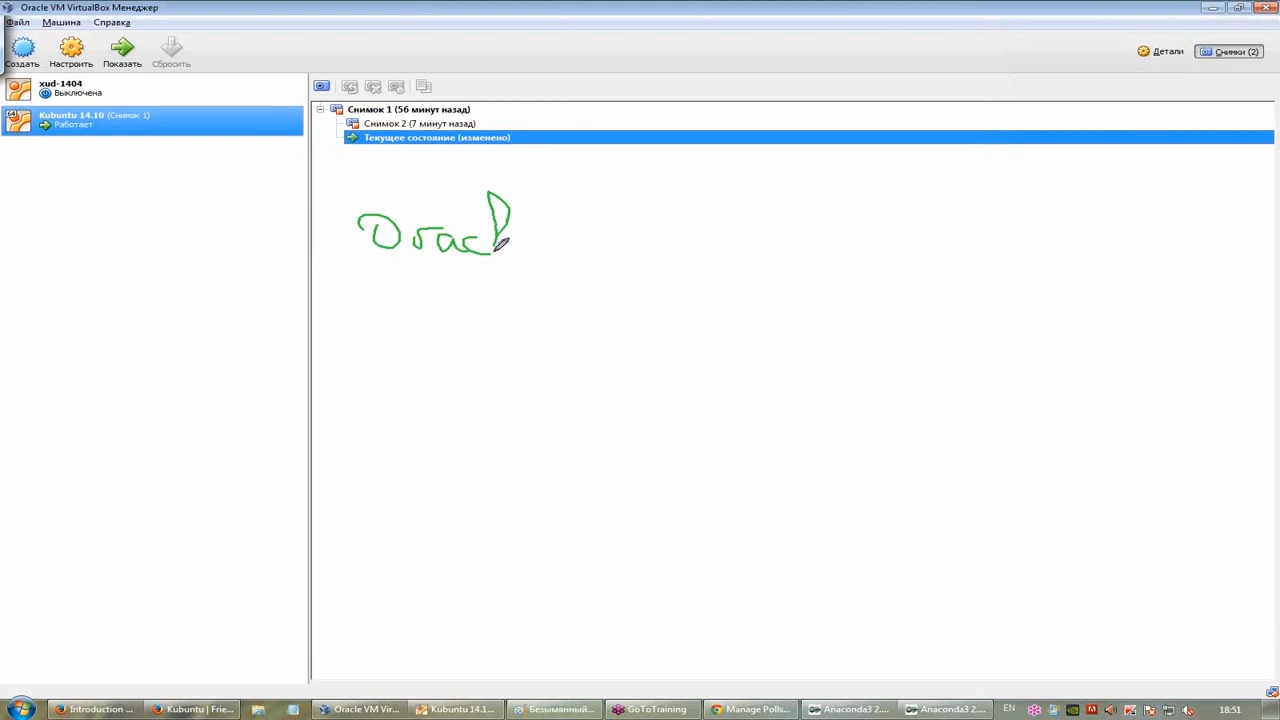 Oracle VM VirtualBox Менеджер
Файл Машина Справка
Создать Настроить Показать Сбросить
Детали Снимки (2)
xud-1404
Выключена
Kubuntu 14.10 (Снимок 1)
Работает
Снимок 1 (56 минут назад)
Снимок 2 (7 минут назад)
Текущее состояние (изменено)
Oracl
Introduction ... Kubuntu | Frie... Oracle VM Vir... Kubuntu 14.1... Безымянный... GoToTraining Manage Polls... Anaconda3 2.... Anaconda3 2.... EN 18:51